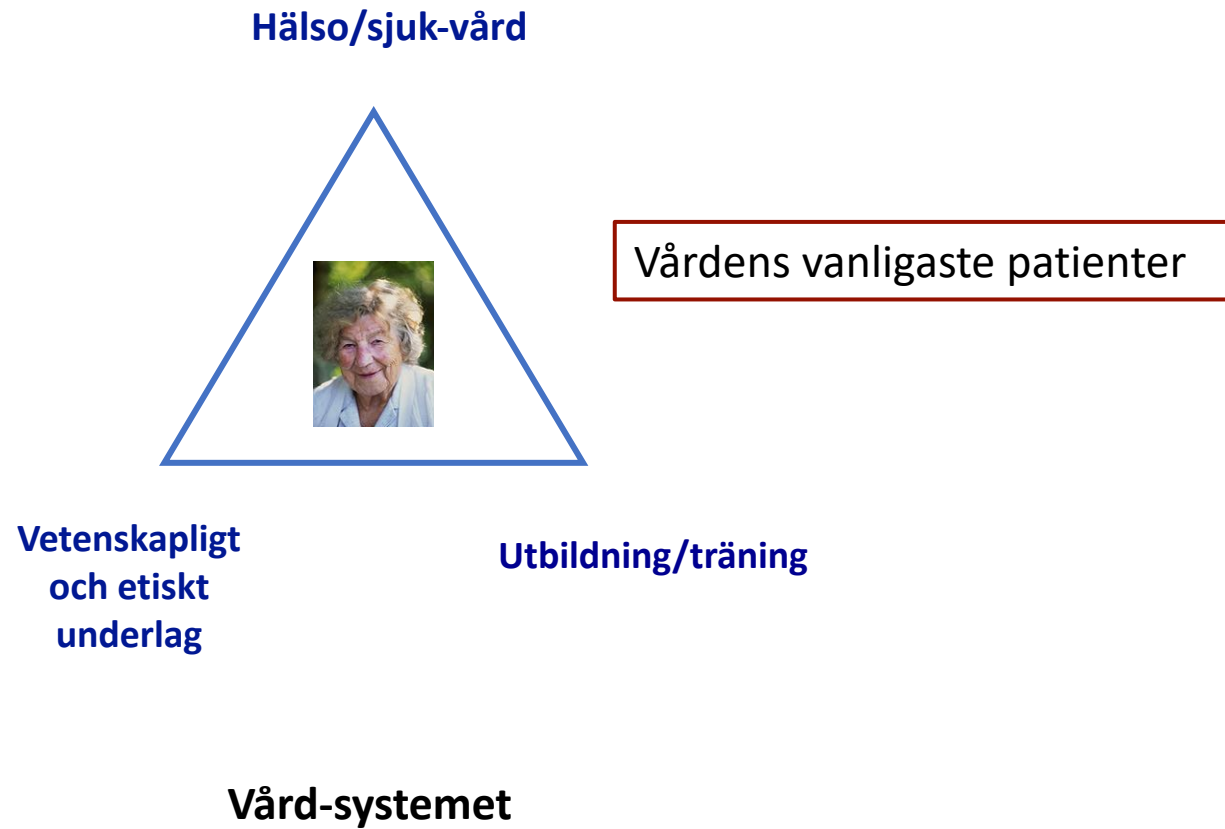 Hälso/sjuk-vård
Vårdens vanligaste patienter
Vetenskapligt
och etiskt
underlag
Utbildning/träning
Vård-systemet